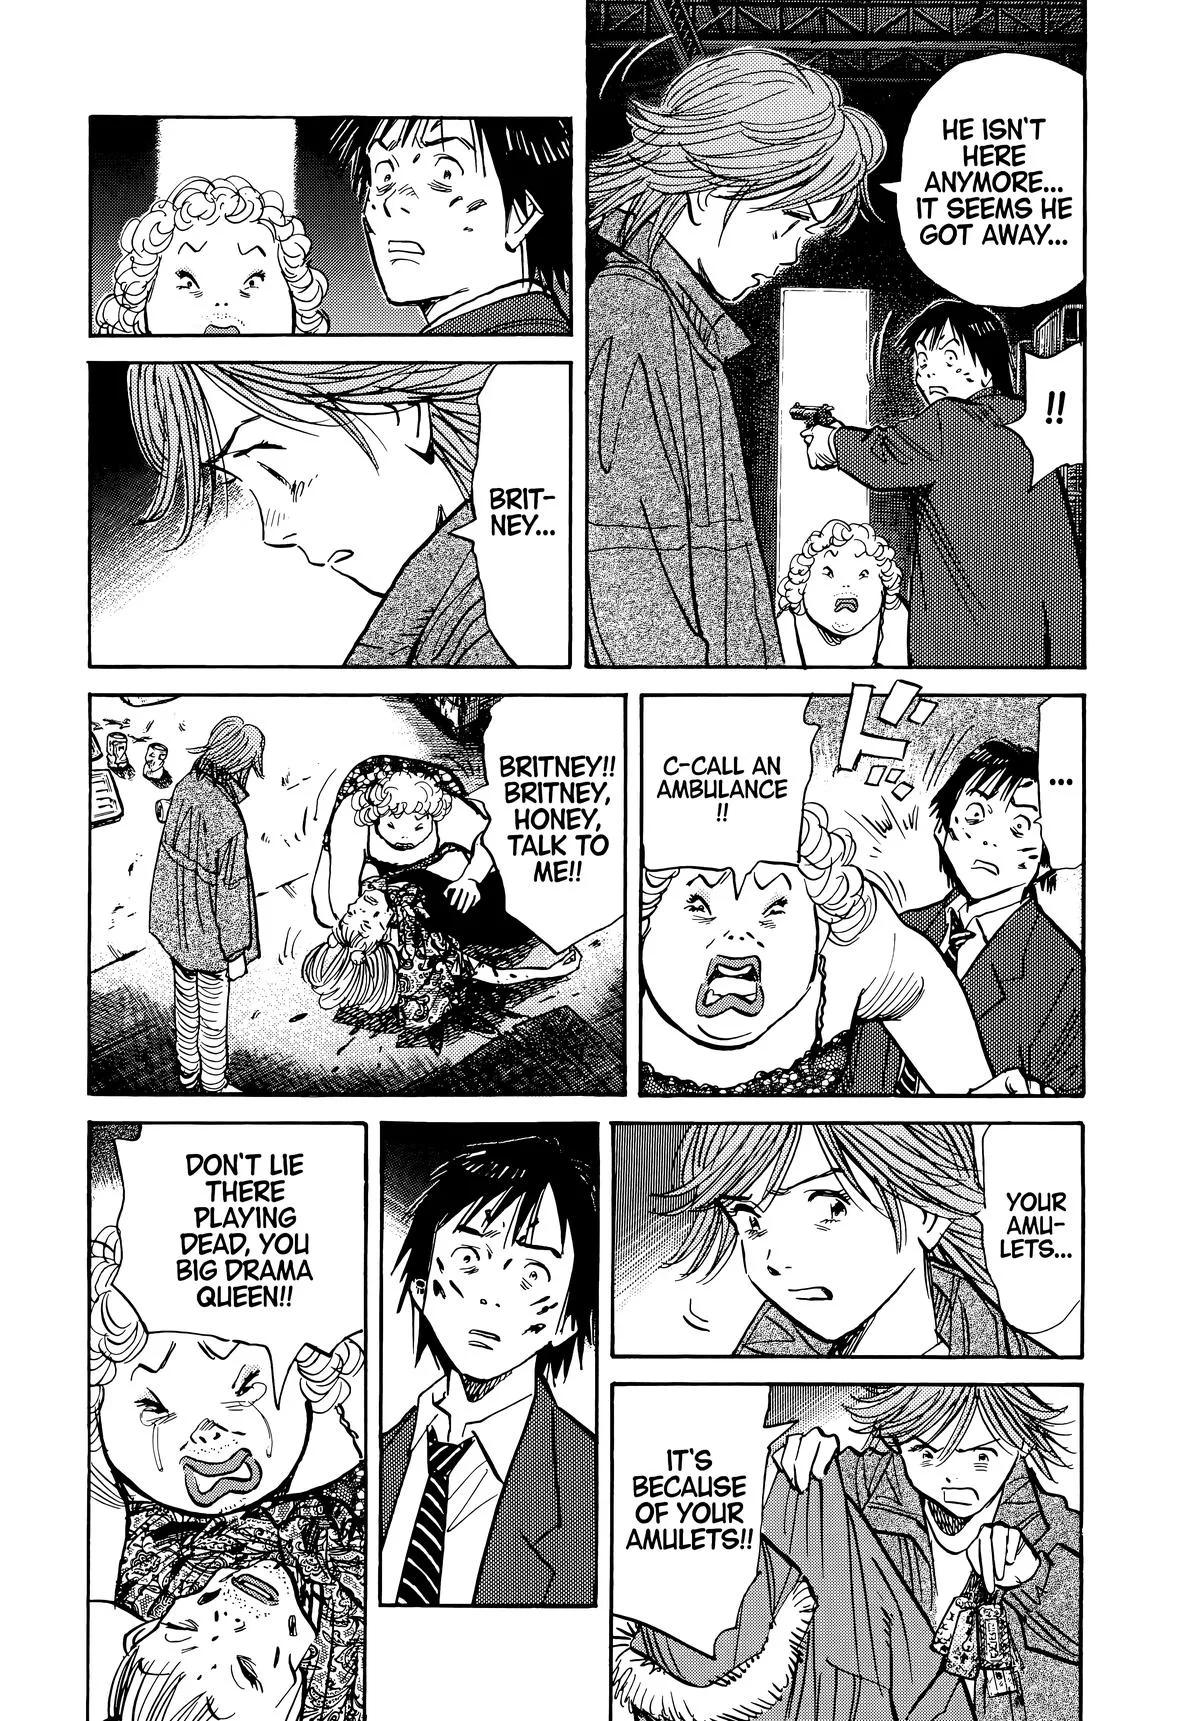 HE ISN'T
HERE
ANYMORE...
IT SEEMS HE
GOT AWAY...
!!
BRIT-
NEY...
...
ド
C-CALL AN
AMBULANCE
!!
BRITNEY!!
BRITNEY,
HONEY,
TALK TO
ME!!
YOUR
AMU-
LETS...
IT'S
BECAUSE
OF YOUR
AMULETS!!
DON'T LIE
THERE
PLAYING
DEAD, YOU
BIG DRAMA
QUEEN!!